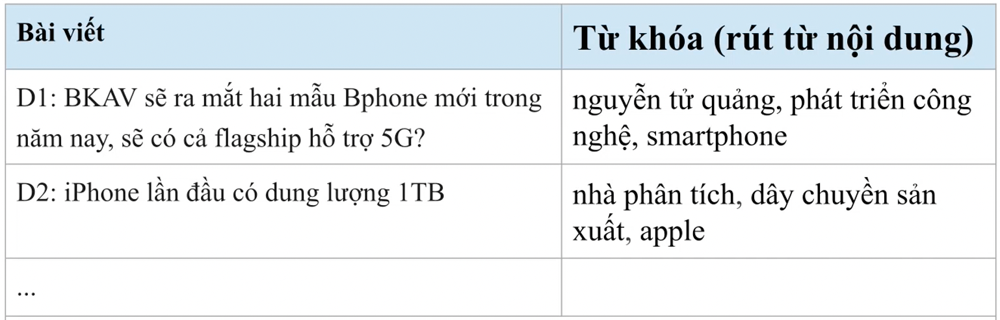 Bài viết
Từ khóa (rút từ nội dung)
D1: BKAV sẽ ra mắt hai mẫu Bphone mới trong
năm nay, sẽ có cả flagship hỗ trợ 5G?
nguyễn tử quảng, phát triển công
nghệ, smartphone
D2: iPhone lần đầu có dung lượng 1TB
nhà phân tích, dây chuyền sản
xuất, apple
...